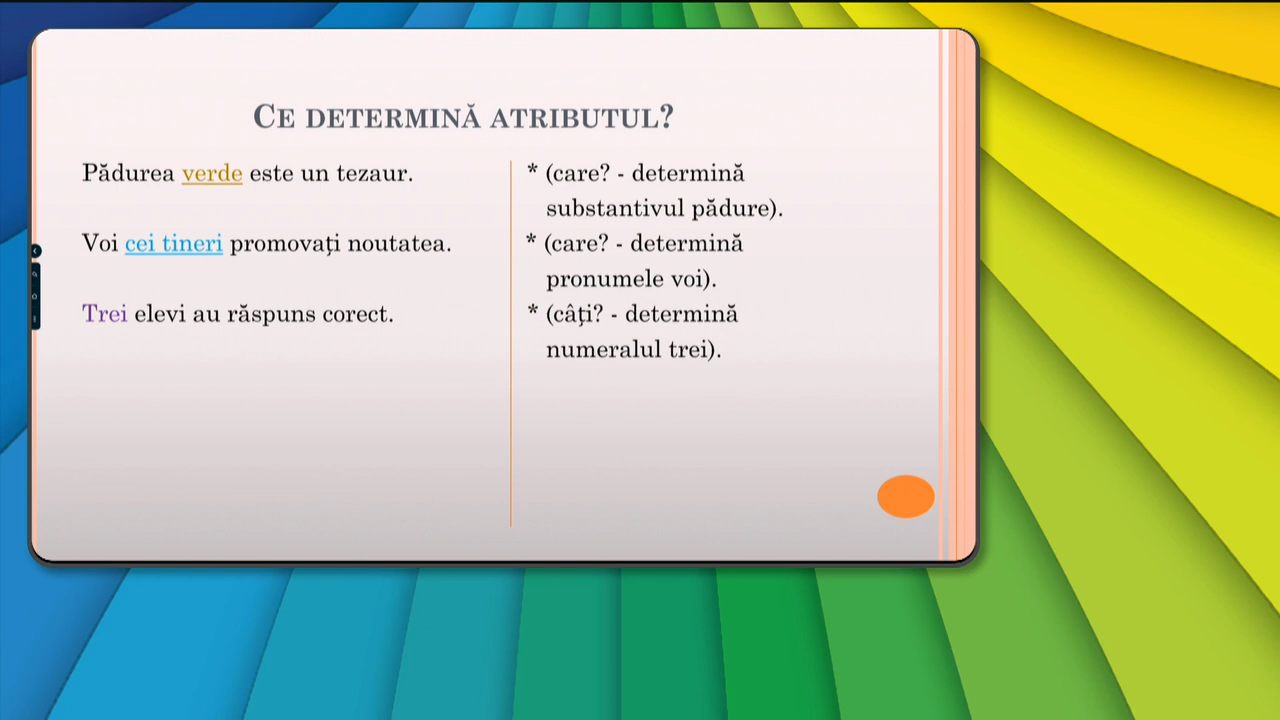 Ce determină atributul?
Pădurea verde este un tezaur.
Voi cei tineri promovați noutatea.
Trei elevi au răspuns corect.
* (care? - determină
substantivul pădure).
* (care? - determină
pronumele voi).
* (câți? - determină
numeralul trei).